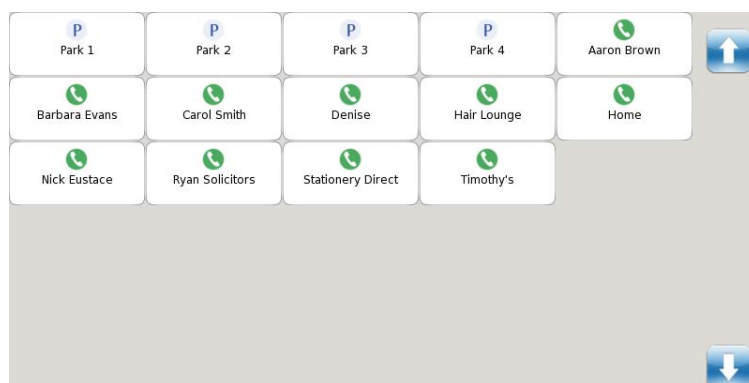 P P P P
Park 1 Park 2 Park 3 Park 4 Aaron Brown
Barbara Evans Carol Smith Denise Hair Lounge Home
Nick Eustace Ryan Solicitors Stationery Direct Timothy's